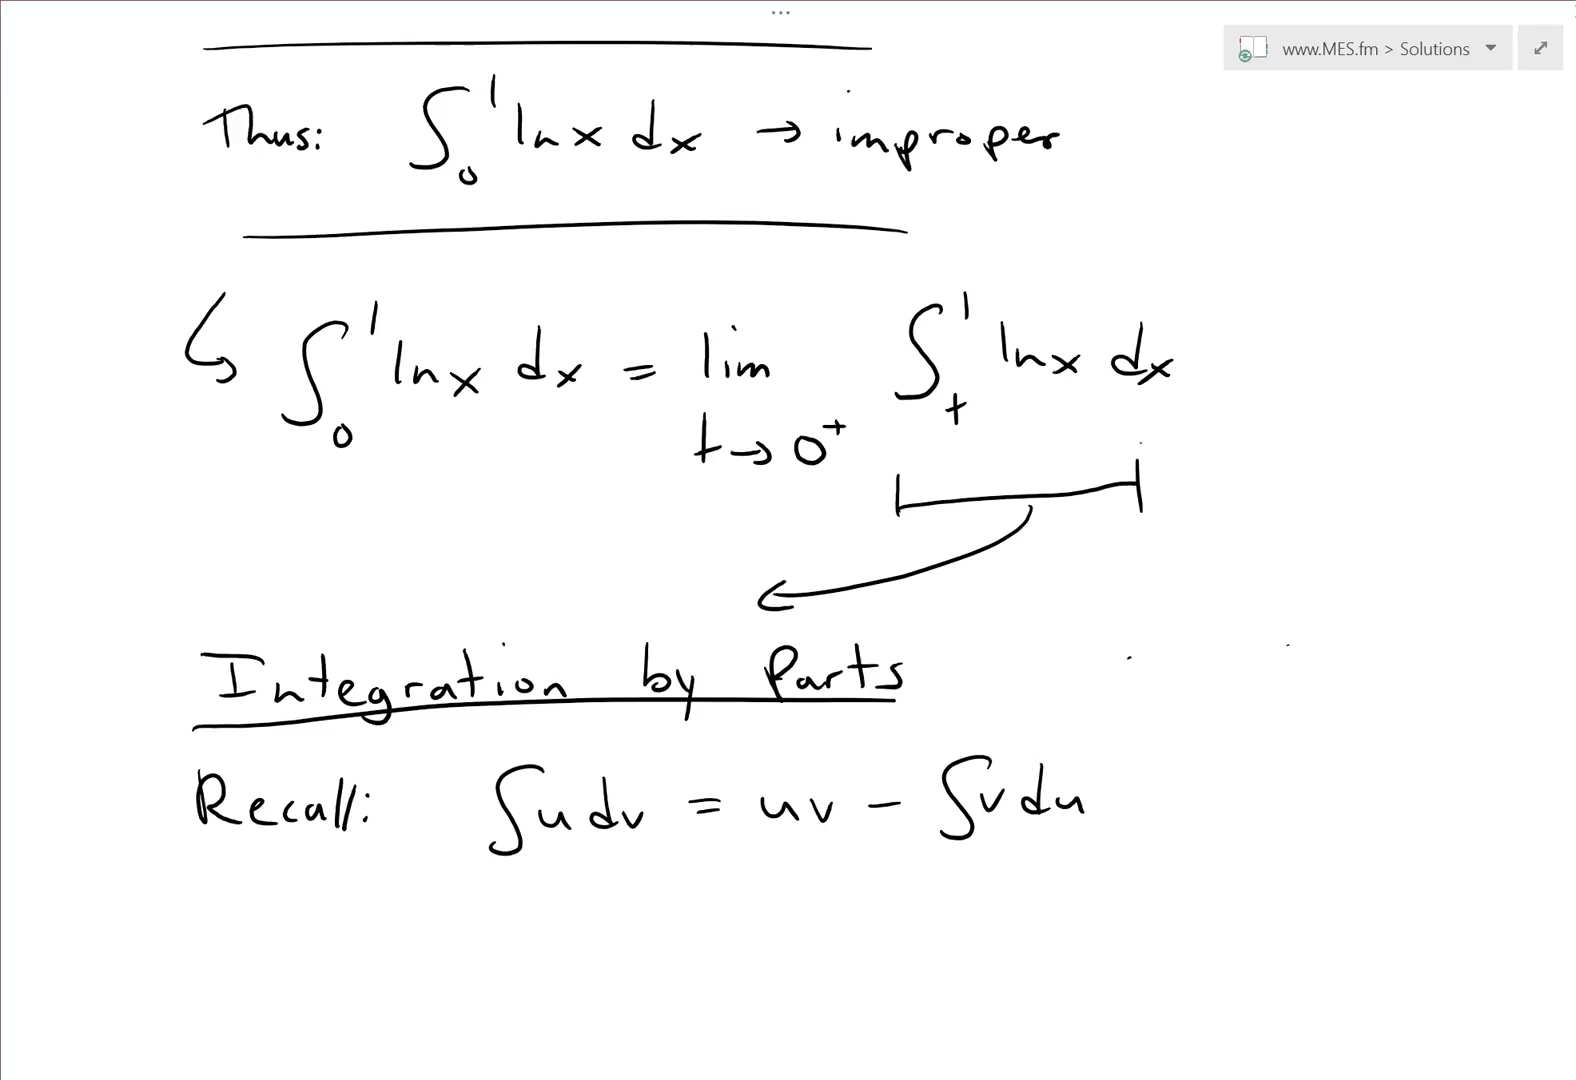 www.MES.fm > Solutions
Thus: ∫₀¹ ln x dx → improper
∫₀¹ ln x dx = lim t→0⁺ ∫ₜ¹ ln x dx
Integration by Parts
Recall: ∫u dv = uv − ∫v du